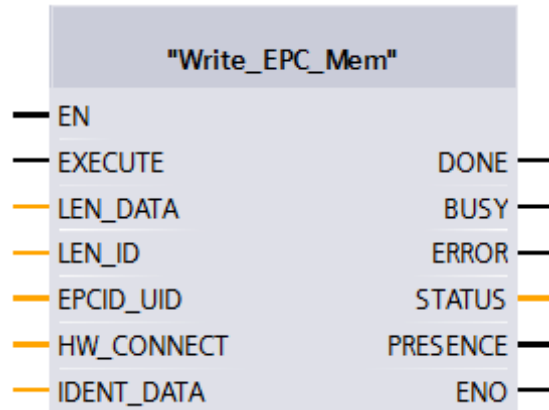 "Write_EPC_Mem"
EN
EXECUTE DONE
LEN_DATA BUSY
LEN_ID ERROR
EPCID_UID STATUS
HW_CONNECT PRESENCE
IDENT_DATA ENO